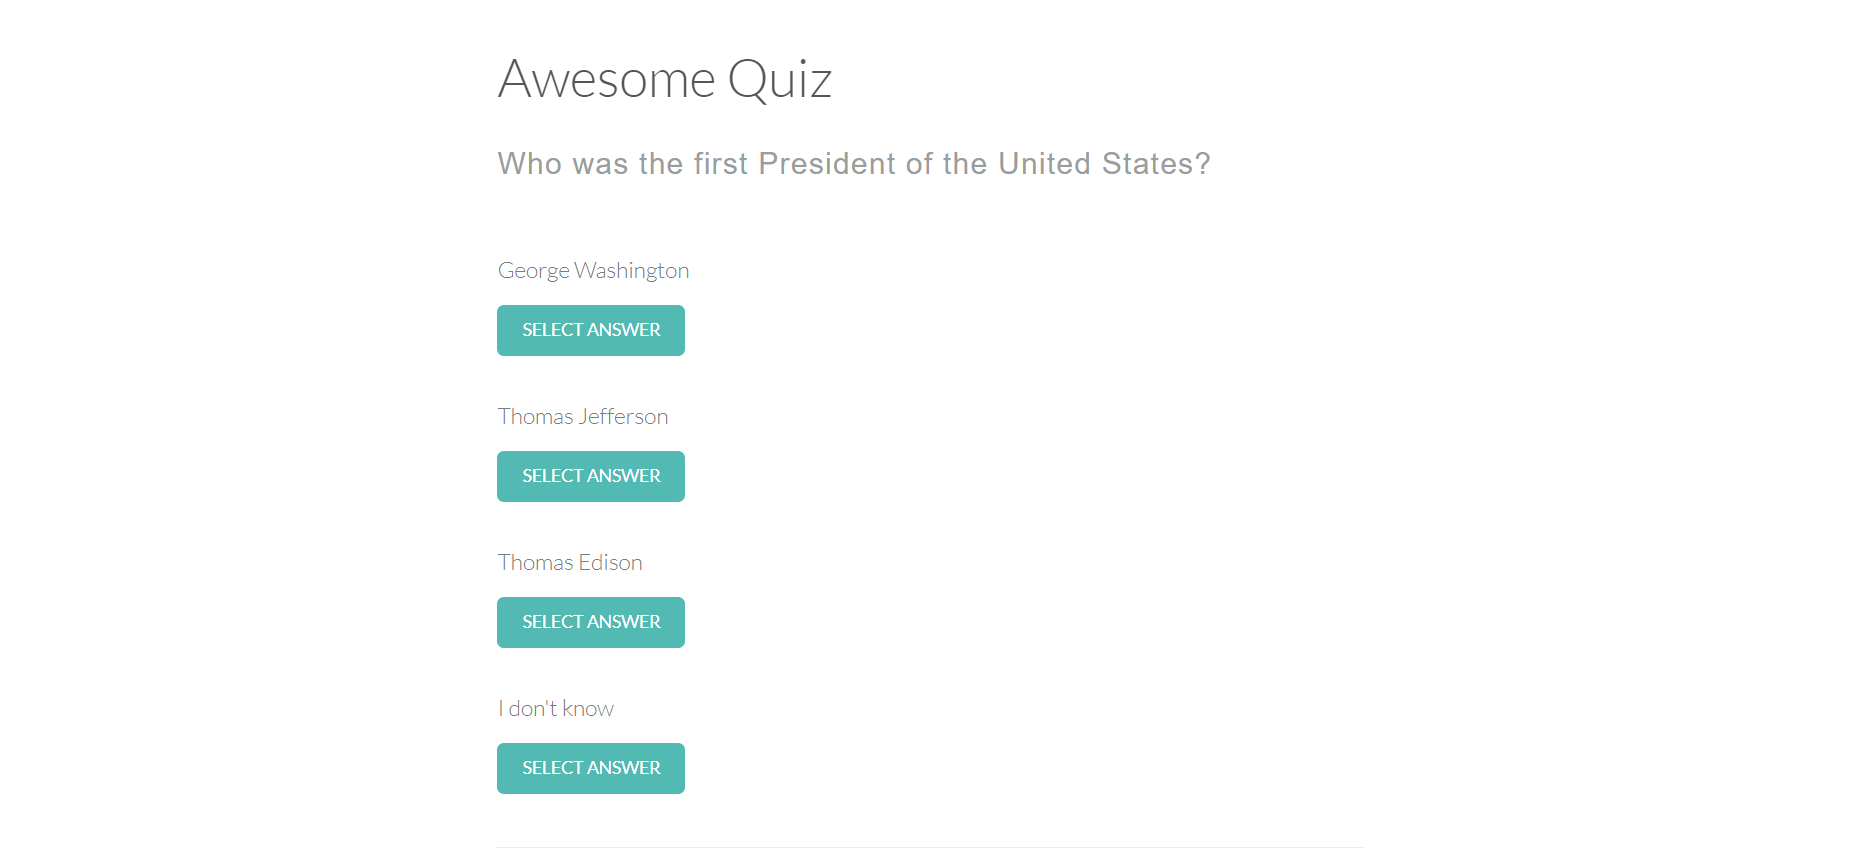 Awesome Quiz
Who was the first President of the United States?
George Washington
SELECT ANSWER
Thomas Jefferson
SELECT ANSWER
Thomas Edison
SELECT ANSWER
I don't know
SELECT ANSWER